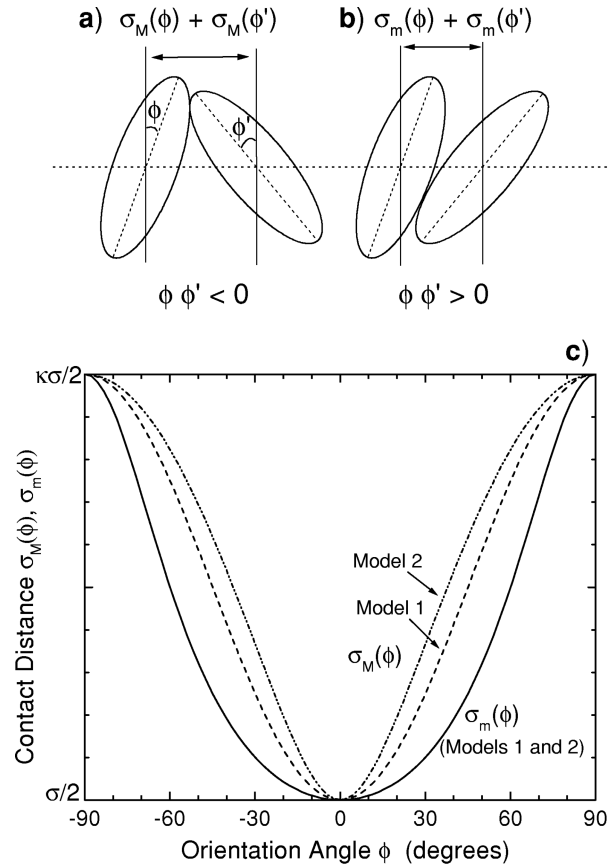 a) σM(ϕ) + σM(ϕ')
b) σm(ϕ) + σm(ϕ')
ϕ
ϕ'
ϕ ϕ' < 0
ϕ ϕ' > 0
c)
κσ/2
Contact Distance σM(ϕ), σm(ϕ)
Model 2
Model 1
σM(ϕ)
σm(ϕ)
(Models 1 and 2)
σ/2
-90 -60 -30 0 30 60 90
Orientation Angle ϕ (degrees)